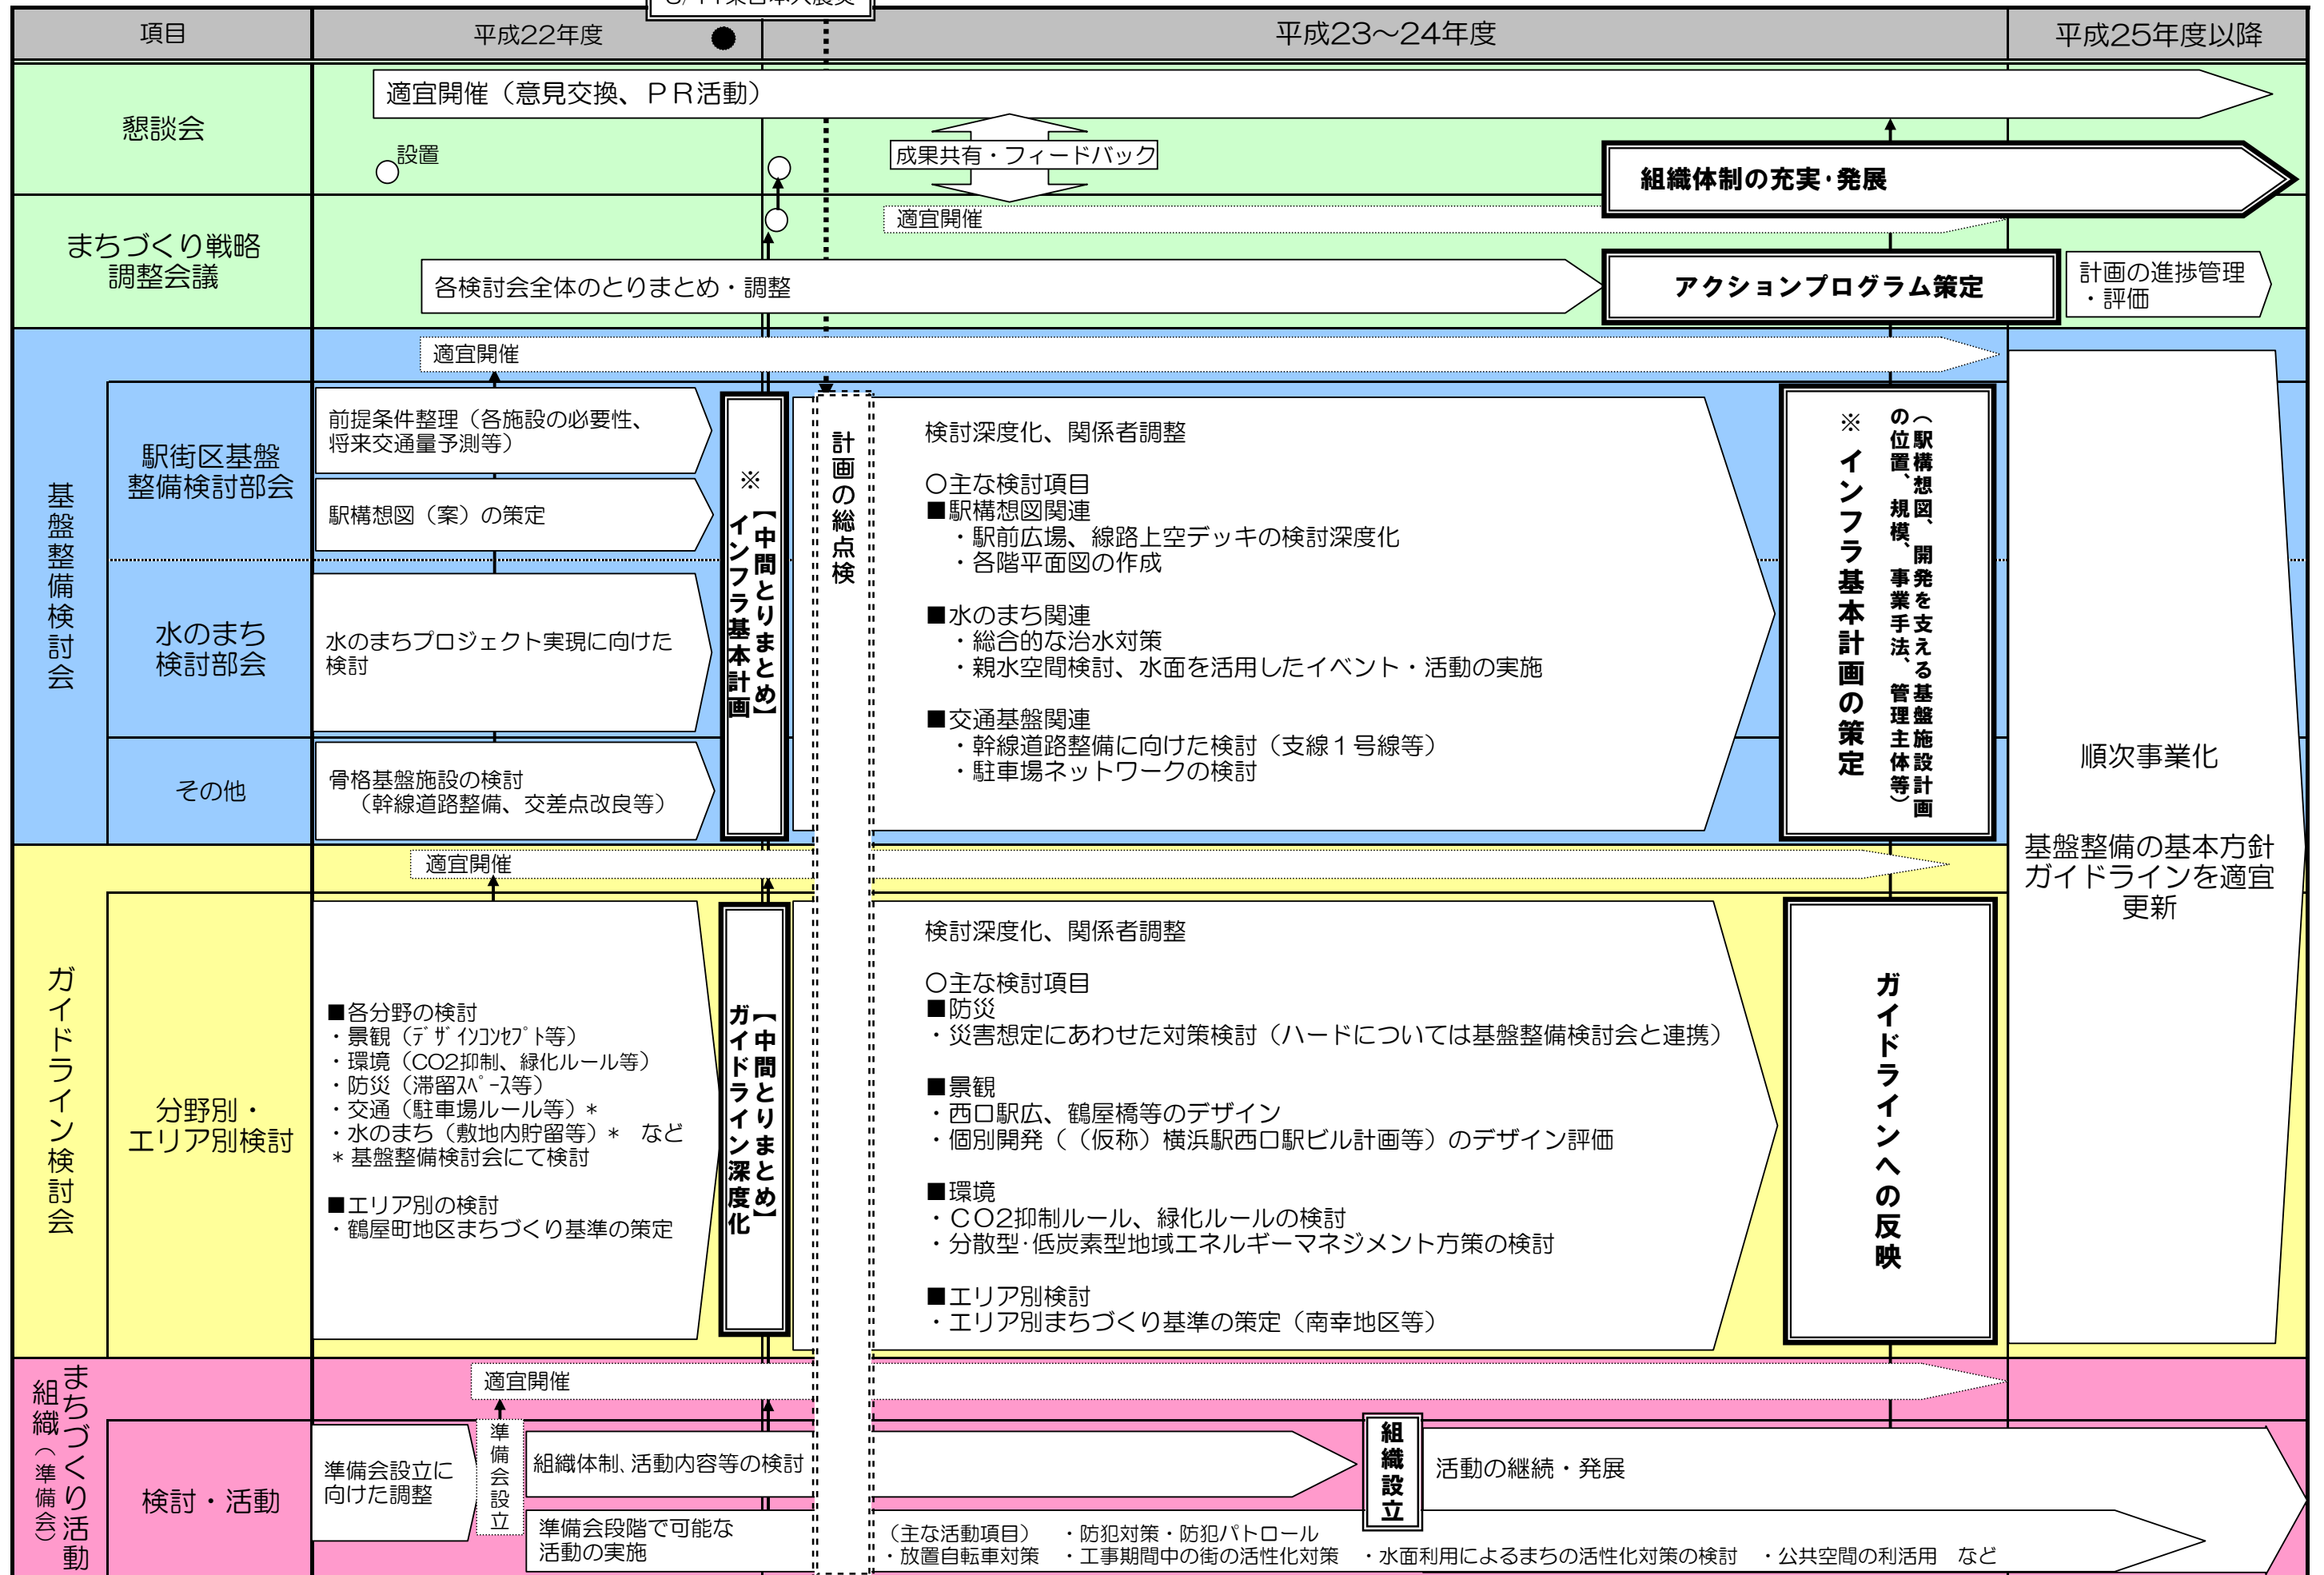 項目
平成22年度
平成23～24年度
平成25年度以降
懇談会
適宜開催（意見交換、ＰＲ活動）
設置
成果共有・フィードバック
組織体制の充実・発展
まちづくり戦略
調整会議
適宜開催
各検討会全体のとりまとめ・調整
アクションプログラム策定
計画の進捗管理
・評価
基盤整備検討会
適宜開催
駅街区基盤
整備検討部会
前提条件整理（各施設の必要性、
将来交通量予測等）
駅構想図（案）の策定
水のまち
検討部会
水のまちプロジェクト実現に向けた
検討
その他
骨格基盤施設の検討
（幹線道路整備、交差点改良等）
【中間とりまとめ】
※　インフラ基本計画
計画の総点検
検討深度化、関係者調整
○主な検討項目
■駅構想図関連
・駅前広場、線路上空デッキの検討深度化
・各階平面図の作成
■水のまち関連
・総合的な治水対策
・親水空間検討、水面を活用したイベント・活動の実施
■交通基盤関連
・幹線道路整備に向けた検討（支線１号線等）
・駐車場ネットワークの検討
（駅構想図、開発を支える基盤施設計画
の位置、規模、事業手法、管理主体等）
※ インフラ基本計画の策定
順次事業化
基盤整備の基本方針
ガイドラインを適宜
更新
ガイドライン検討会
適宜開催
分野別・
エリア別検討
■各分野の検討
・景観（ﾃﾞｻﾞｲﾝｺﾝｾﾌﾟﾄ等）
・環境（CO2抑制、緑化ルール等）
・防災（滞留ｽﾍﾟｰｽ等）
・交通（駐車場ルール等）＊
・水のまち（敷地内貯留等）＊　など
＊基盤整備検討会にて検討
■エリア別の検討
・鶴屋町地区まちづくり基準の策定
【中間とりまとめ】
ガイドライン深度化
検討深度化、関係者調整
○主な検討項目
■防災
・災害想定にあわせた対策検討（ハードについては基盤整備検討会と連携）
■景観
・西口駅広、鶴屋橋等のデザイン
・個別開発（（仮称）横浜駅西口駅ビル計画等）のデザイン評価
■環境
・ＣＯ2抑制ルール、緑化ルールの検討
・分散型・低炭素型地域エネルギーマネジメント方策の検討
■エリア別検討
・エリア別まちづくり基準の策定（南幸地区等）
ガイドラインへの反映
まちづくり活動
組織（準備会）
適宜開催
検討・活動
準備会設立に
向けた調整
準備会設立
組織体制、活動内容等の検討
組織設立
活動の継続・発展
準備会段階で可能な
活動の実施
（主な活動項目）　・防犯対策・防犯パトロール
・放置自転車対策　・工事期間中の街の活性化対策　・水面利用によるまちの活性化対策の検討　・公共空間の利活用　など